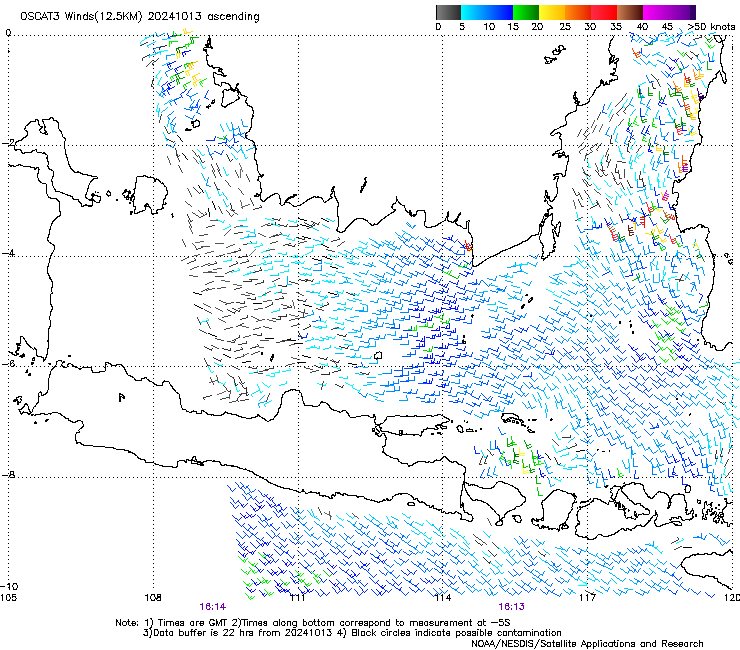 OSCAT3 Winds(12.5KM) 20241013 ascending
0 5 10 15 20 25 30 35 40 45 >50 knots
0
-2
-4
-6
-8
-10
105 108 111 114 117 120
16:14 16:13
Note: 1) Times are GMT 2)Times along bottom correspond to measurement at -5S
3)Data buffer is 22 hrs from 20241013 4) Black circles indicate possible contamination
NOAA/NESDIS/Satellite Applications and Research